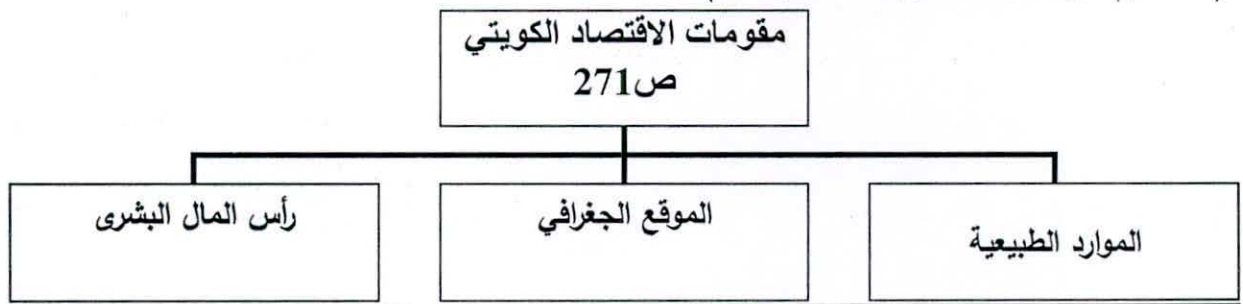 مقومات الاقتصاد الكويتي
ص271
الموارد الطبيعية
الموقع الجغرافي
رأس المال البشرى